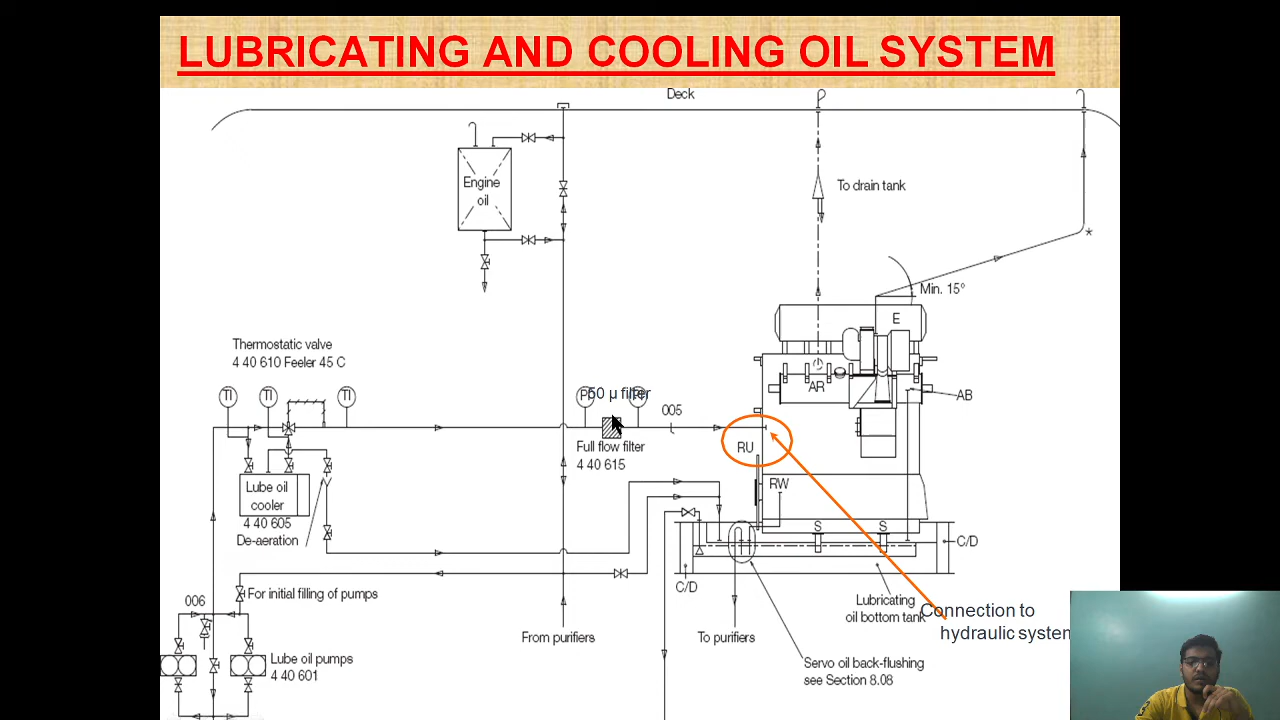 LUBRICATING AND COOLING OIL SYSTEM
Deck
Engine
oil
To drain tank
*
Min. 15º
E
Thermostatic valve
4 40 610 Feeler 45 C
TI
TI
TI
50 µ filter
AR
AB
005
Full flow filter
4 40 615
RU
RW
Lube oil
cooler
4 40 605
De-aeration
S
S
C/D
C/D
For initial filling of pumps
006
Lubricating
oil bottom tank
Connection to
hydraulic system
From purifiers
To purifiers
Lube oil pumps
4 40 601
Servo oil back-flushing
see Section 8.08